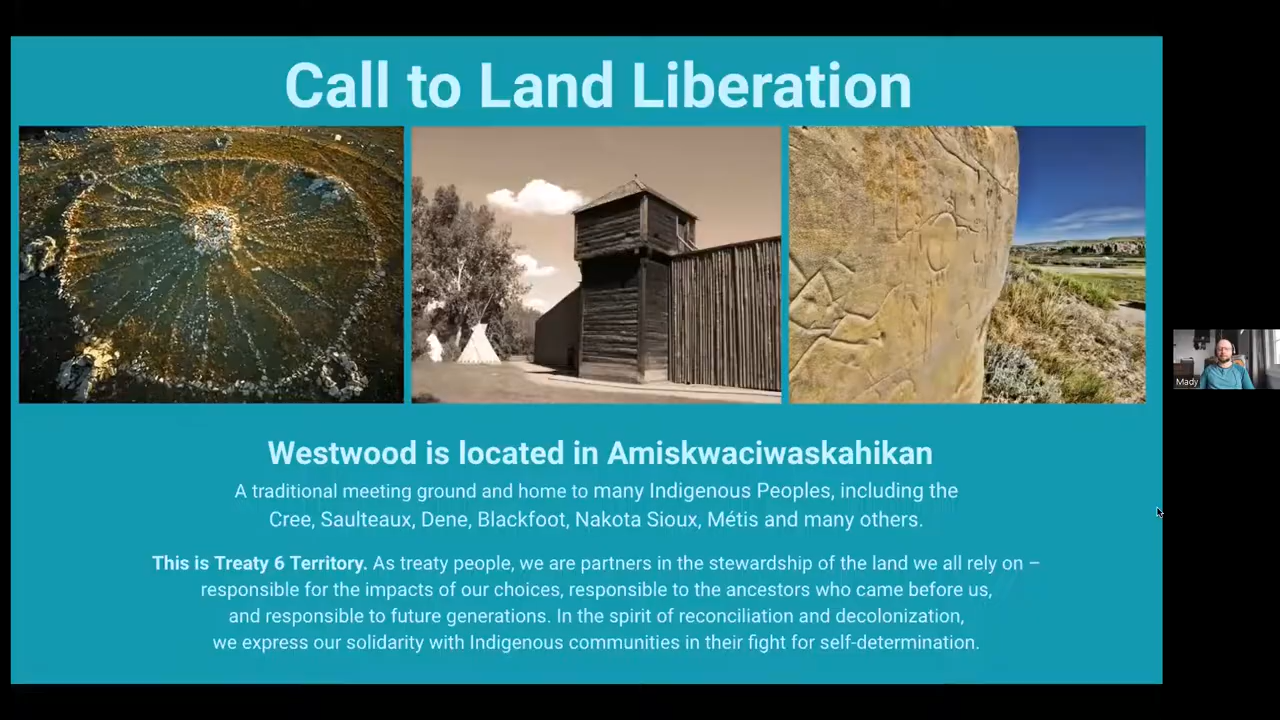 Call to Land Liberation
Westwood is located in Amiskwaciwaskahikan
A traditional meeting ground and home to many Indigenous Peoples, including the
Cree, Saulteaux, Dene, Blackfoot, Nakota Sioux, Métis and many others.
This is Treaty 6 Territory. As treaty people, we are partners in the stewardship of the land we all rely on –
responsible for the impacts of our choices, responsible to the ancestors who came before us,
and responsible to future generations. In the spirit of reconciliation and decolonization,
we express our solidarity with Indigenous communities in their fight for self-determination.
Mady